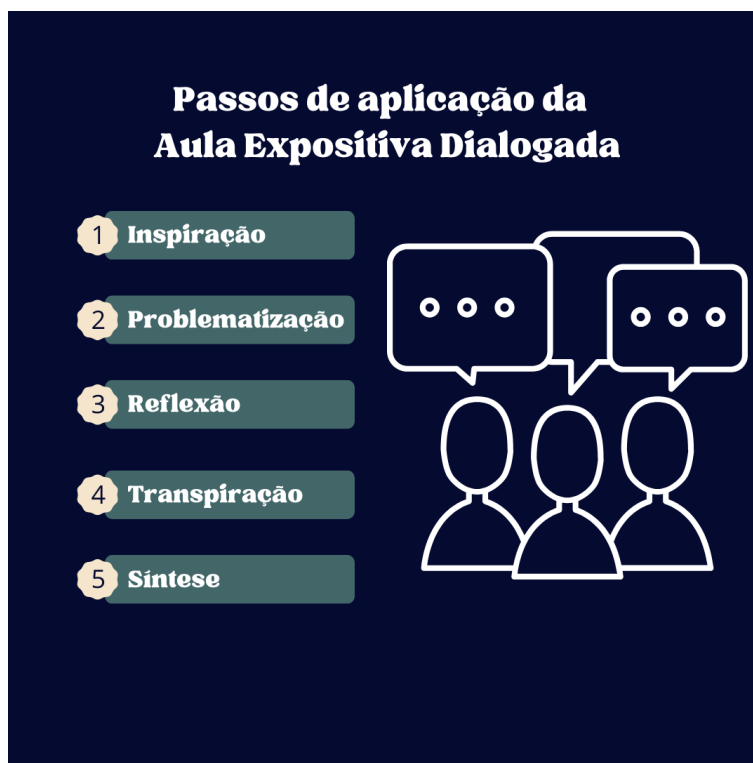 Passos de aplicação da
Aula Expositiva Dialogada
1 Inspiração
2 Problematização
3 Reflexão
4 Transpiração
5 Síntese